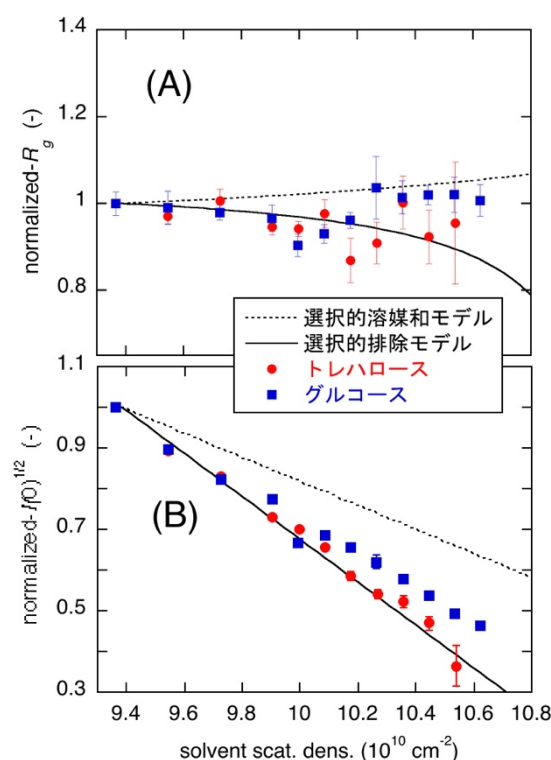 1.4
(A)
1.2
normalized-Rg (-)
1
0.8
選択的溶媒和モデル
選択的排除モデル
トレハロース
グルコース
1.1
0.9
normalized-I(0)1/2 (-)
0.7
(B)
0.5
0.3
9.4 9.6 9.8 10 10.2 10.4 10.6 10.8
solvent scat. dens. (10^10 cm^-2)